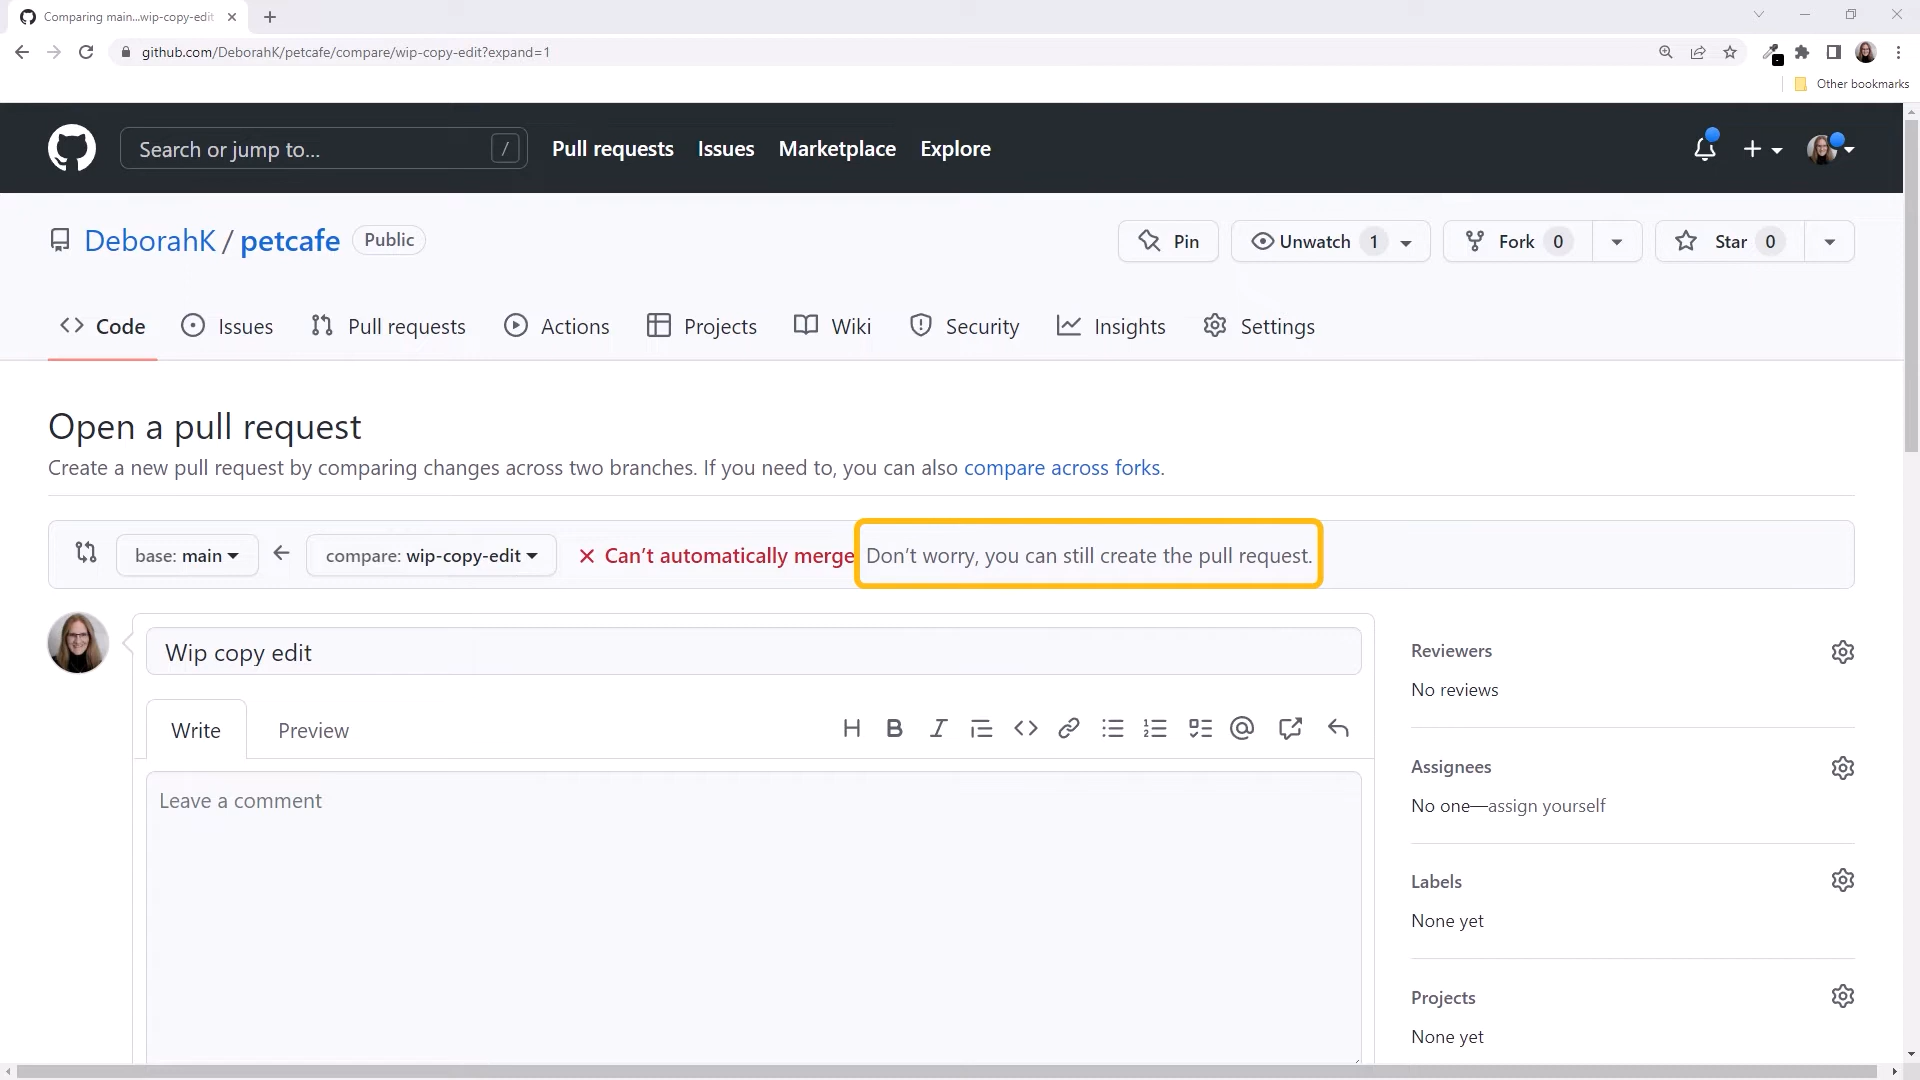 Comparing main...wip-copy-edit
github.com/DeborahK/petcafe/compare/wip-copy-edit?expand=1
Other bookmarks
Search or jump to... /
Pull requests Issues Marketplace Explore
DeborahK / petcafe Public
Pin Unwatch 1 Fork 0 Star 0
Code Issues Pull requests Actions Projects Wiki Security Insights Settings
Open a pull request
Create a new pull request by comparing changes across two branches. If you need to, you can also compare across forks.
base: main compare: wip-copy-edit Can’t automatically merge Don’t worry, you can still create the pull request.
Wip copy edit
Write Preview
Leave a comment
Reviewers
No reviews
Assignees
No one—assign yourself
Labels
None yet
Projects
None yet